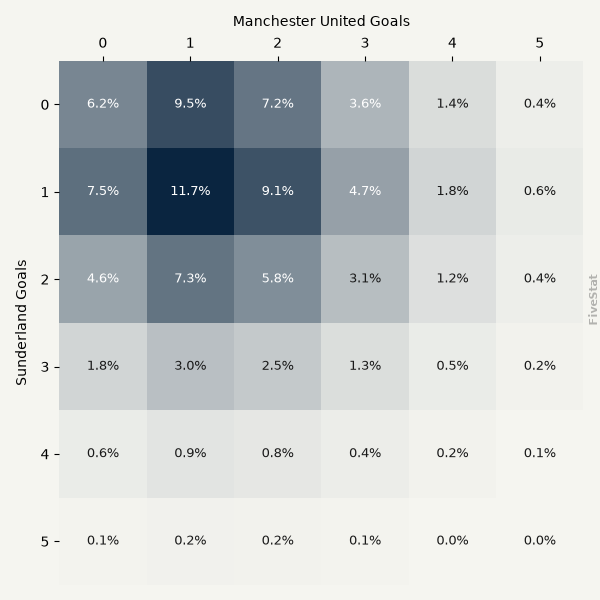 Manchester United Goals
0 1 2 3 4 5
0 6.2% 9.5% 7.2% 3.6% 1.4% 0.4%
1 7.5% 11.7% 9.1% 4.7% 1.8% 0.6%
2 4.6% 7.3% 5.8% 3.1% 1.2% 0.4%
3 1.8% 3.0% 2.5% 1.3% 0.5% 0.2%
4 0.6% 0.9% 0.8% 0.4% 0.2% 0.1%
5 0.1% 0.2% 0.2% 0.1% 0.0% 0.0%
Sunderland Goals
FiveStat